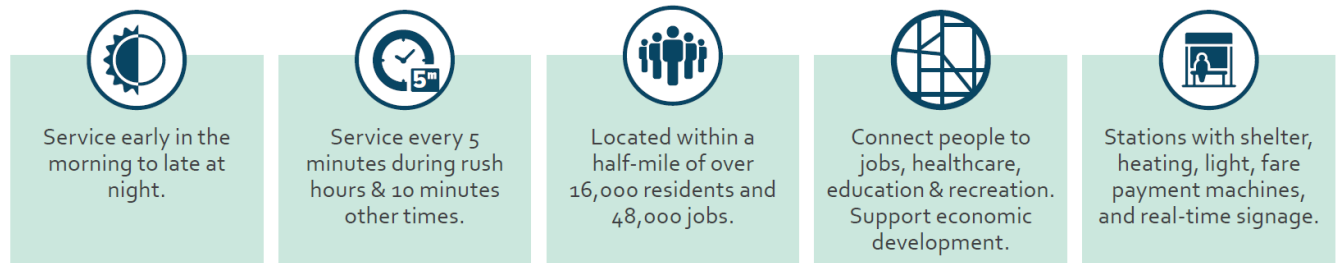 Service early in the
morning to late at
night.
5m
Service every 5
minutes during rush
hours & 10 minutes
other times.
Located within a
half-mile of over
16,000 residents and
48,000 jobs.
Connect people to
jobs, healthcare,
education & recreation.
Support economic
development.
Stations with shelter,
heating, light, fare
payment machines,
and real-time signage.